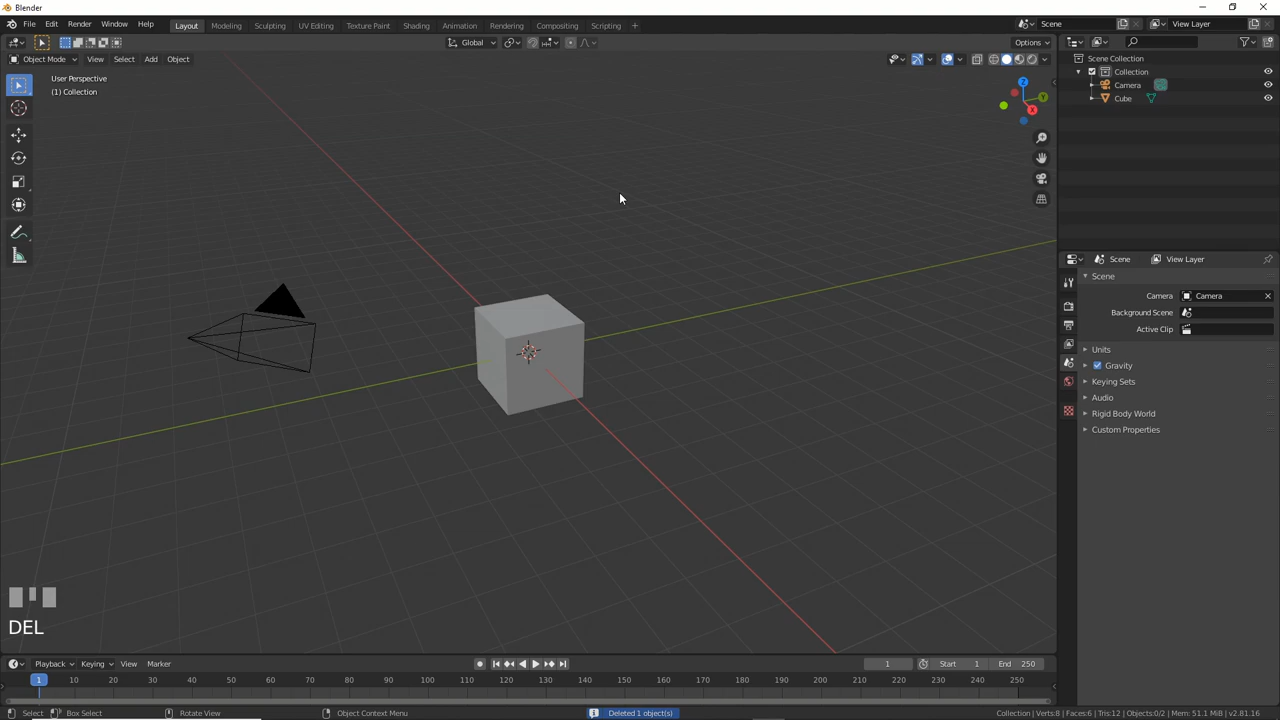 Blender
File Edit Render Window Help Layout Modeling Sculpting UV Editing Texture Paint Shading Animation Rendering Compositing Scripting + Scene View Layer
Global Options
Object Mode View Select Add Object
User Perspective
(1) Collection
Z
Y
X
Scene Collection
Collection
Camera
Cube
Scene View Layer
Scene
Camera Camera
Background Scene
Active Clip
Units
Gravity
Keying Sets
Audio
Rigid Body World
Custom Properties
DEL
Playback Keying View Marker 1 Start 1 End 250
1 10 20 30 40 50 60 70 80 90 100 110 120 130 140 150 160 170 180 190 200 210 220 230 240 250
Select Box Select Rotate View Object Context Menu Deleted 1 object(s) Collection | Verts:8 | Faces:6 | Tris:12 | Objects:0/2 | Mem: 51.1 MiB | v2.81.16